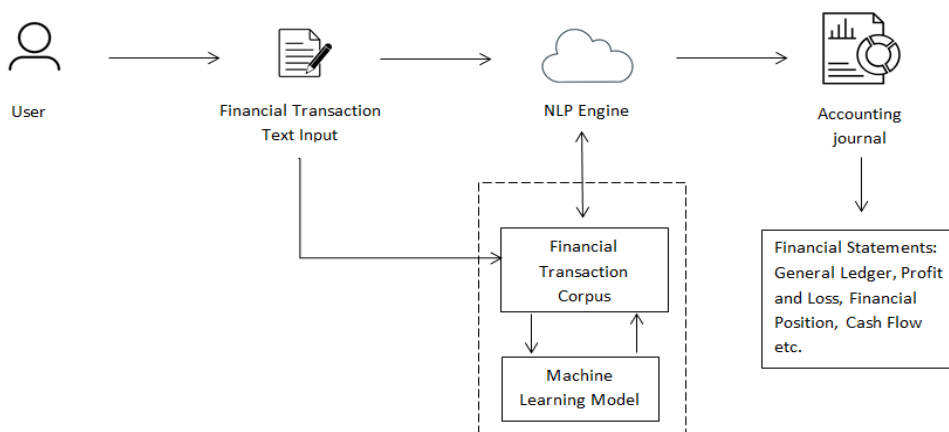 User
Financial Transaction
Text Input
NLP Engine
Accounting
journal
Financial
Transaction
Corpus
Machine
Learning Model
Financial Statements:
General Ledger, Profit
and Loss, Financial
Position, Cash Flow
etc.